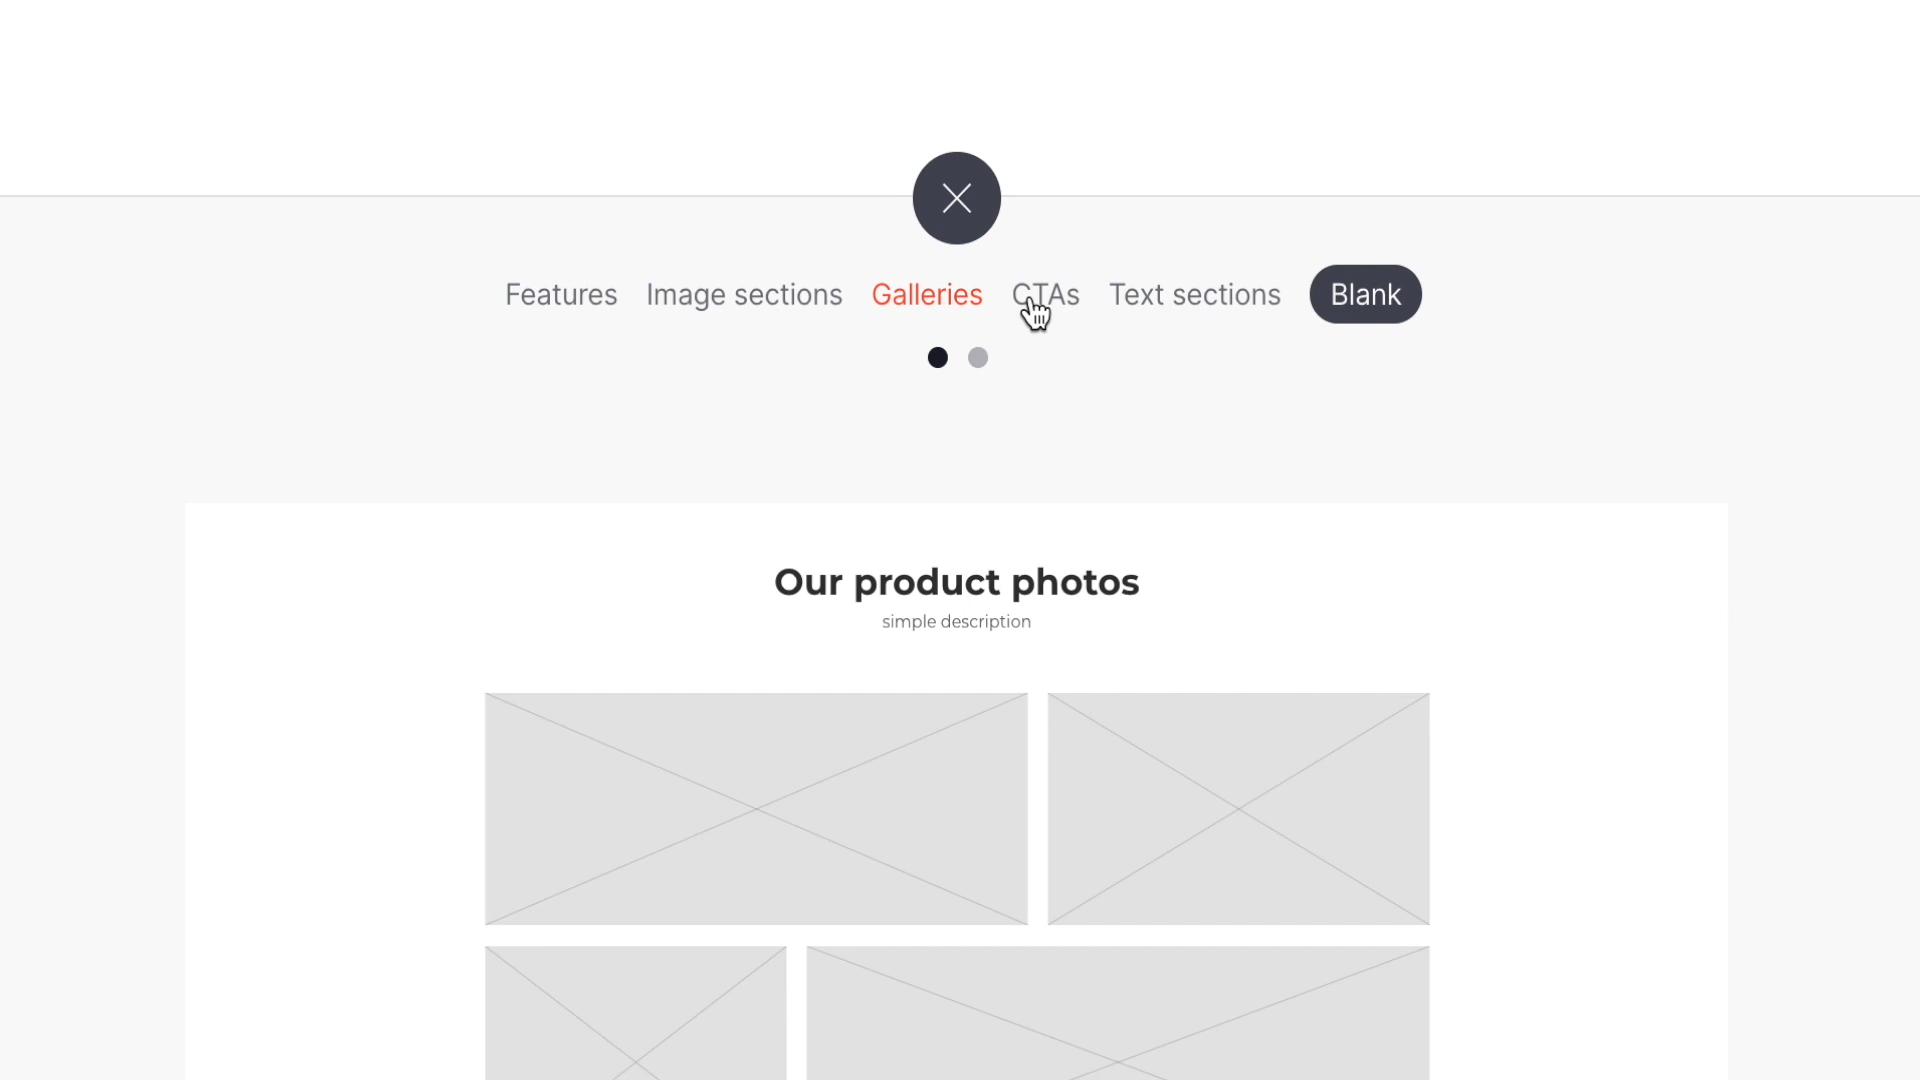 Features Image sections Galleries CTAs Text sections Blank
Our product photos
simple description